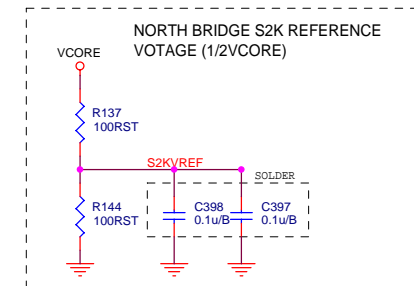 NORTH BRIDGE S2K REFERENCE
VOTAGE (1/2VCORE)
VCORE
R137
100RST
S2KVREF
SOLDER
R144
100RST
C398
0.1u/B
C397
0.1u/B